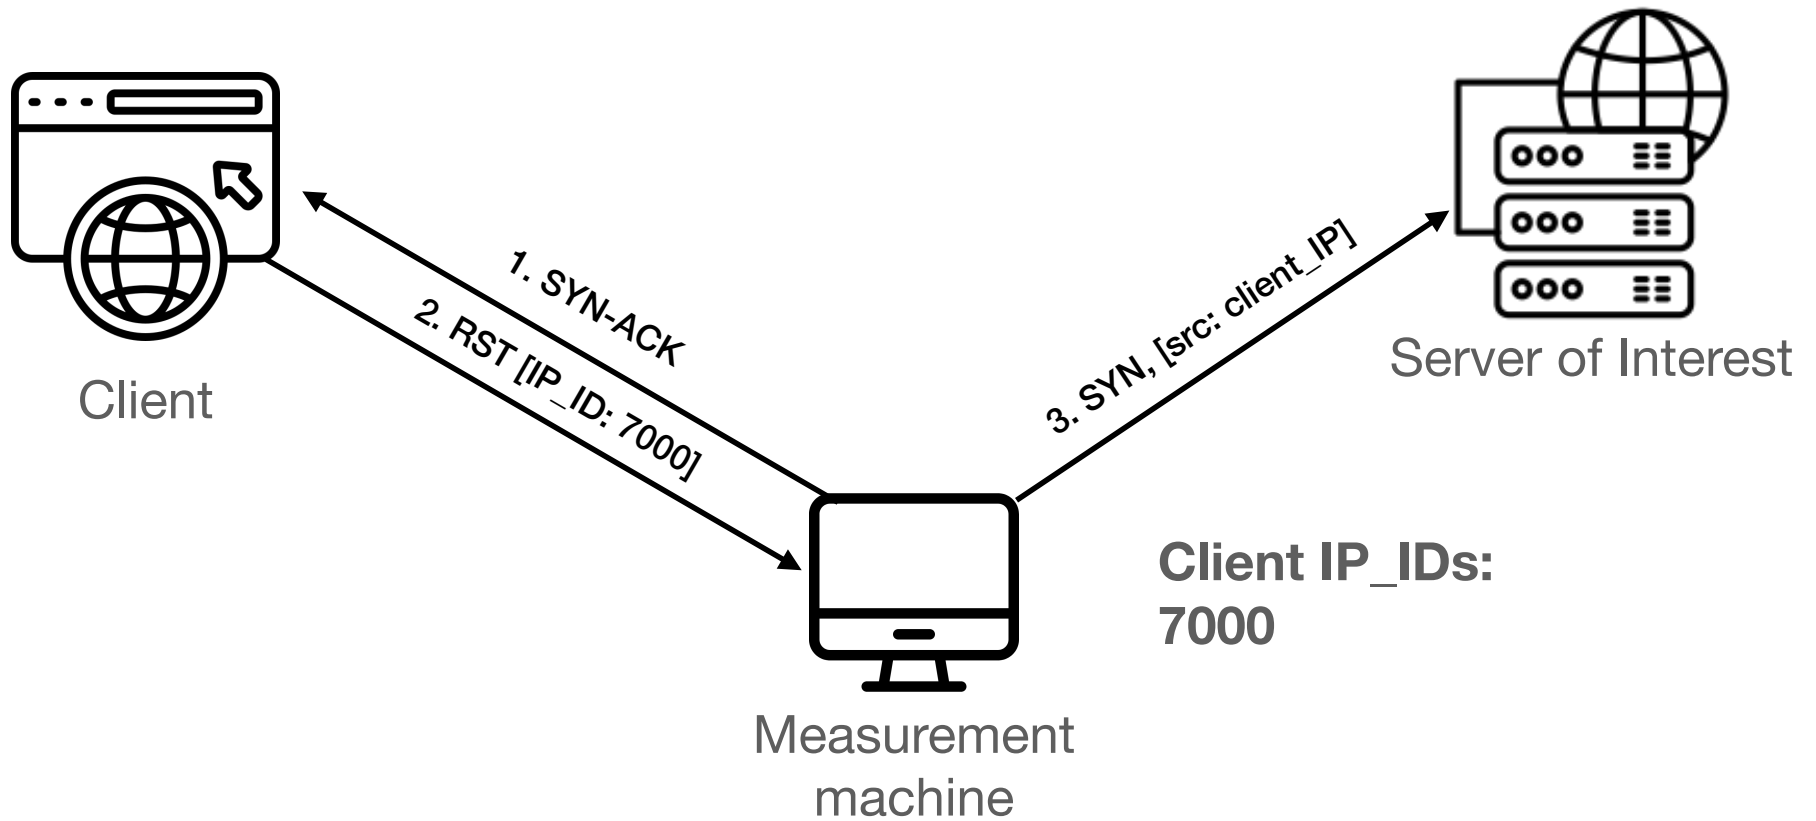 1. SYN-ACK
2. RST [IP_ID: 7000]
3. SYN, [src: client_IP]
Client
Server of Interest
Client IP_IDs:
7000
Measurement
machine